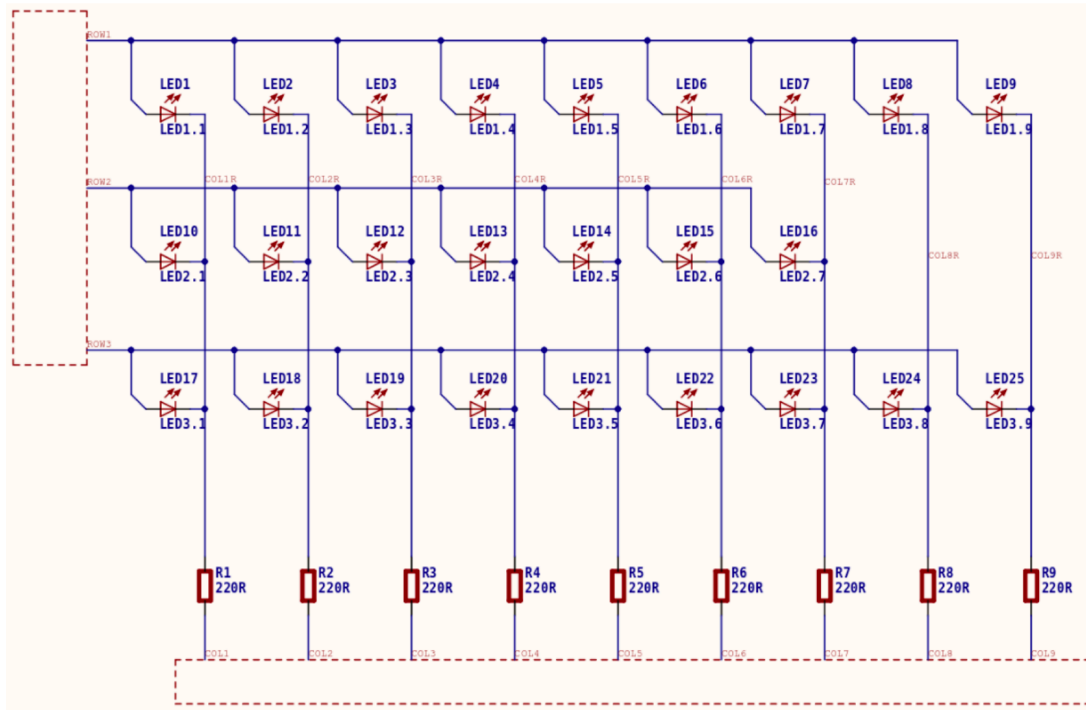 ROW1
LED1 LED2 LED3 LED4 LED5 LED6 LED7 LED8 LED9
LED1.1 LED1.2 LED1.3 LED1.4 LED1.5 LED1.6 LED1.7 LED1.8 LED1.9
ROW2 COL1R COL2R COL3R COL4R COL5R COL6R COL7R
LED10 LED11 LED12 LED13 LED14 LED15 LED16
COL8R COL9R
LED2.1 LED2.2 LED2.3 LED2.4 LED2.5 LED2.6 LED2.7
ROW3
LED17 LED18 LED19 LED20 LED21 LED22 LED23 LED24 LED25
LED3.1 LED3.2 LED3.3 LED3.4 LED3.5 LED3.6 LED3.7 LED3.8 LED3.9
R1 R2 R3 R4 R5 R6 R7 R8 R9
220R 220R 220R 220R 220R 220R 220R 220R 220R
COL1 COL2 COL3 COL4 COL5 COL6 COL7 COL8 COL9